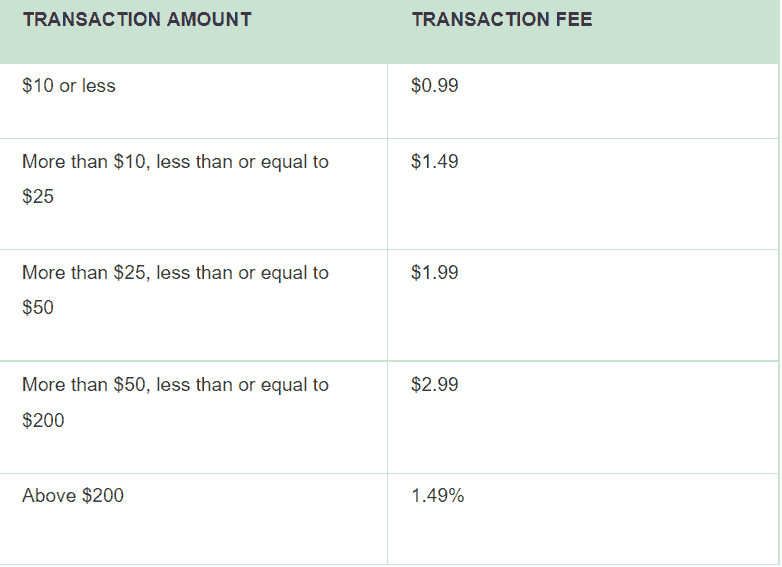 TRANSACTION AMOUNT TRANSACTION FEE
$10 or less $0.99
More than $10, less than or equal to $1.49
$25
More than $25, less than or equal to $1.99
$50
More than $50, less than or equal to $2.99
$200
Above $200 1.49%